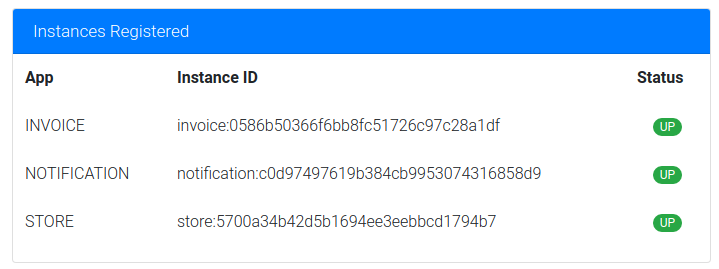 Instances Registered
App Instance ID Status
INVOICE invoice:0586b50366f6bb8fc51726c97c28a1df UP
NOTIFICATION notification:c0d97497619b384cb9953074316858d9 UP
STORE store:5700a34b42d5b1694ee3eebbcd1794b7 UP